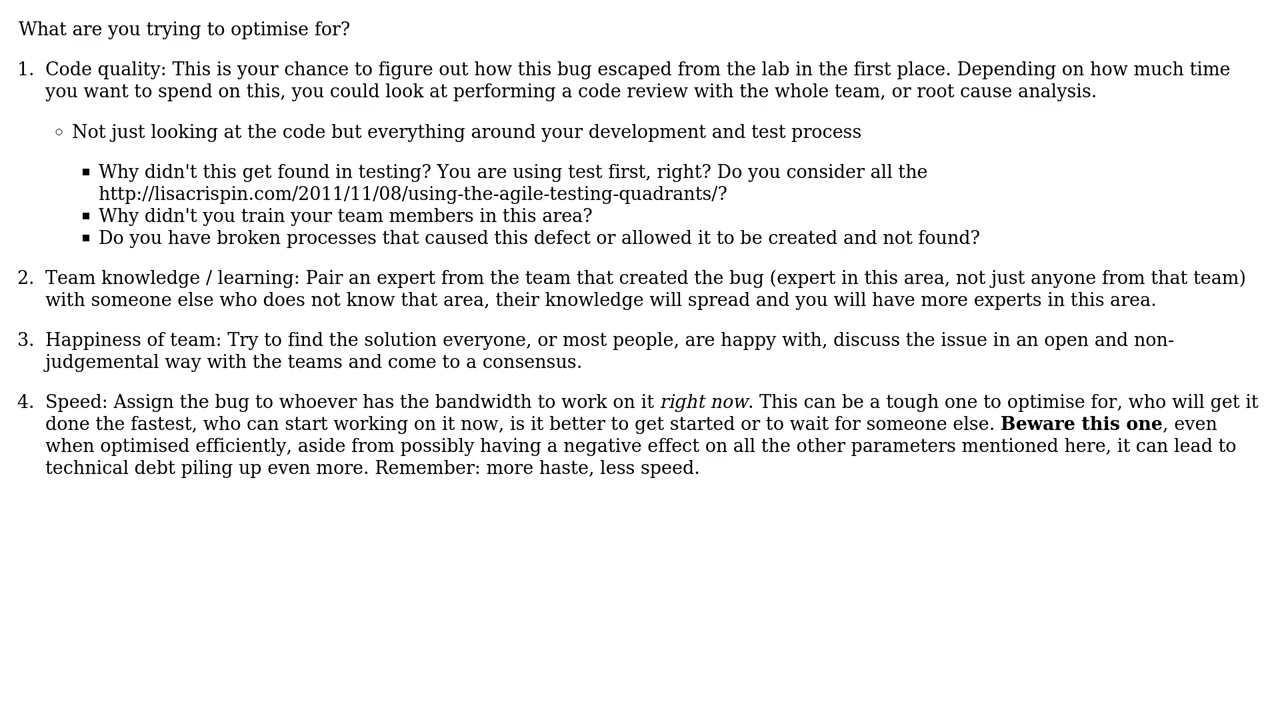 What are you trying to optimise for?
1. Code quality: This is your chance to figure out how this bug escaped from the lab in the first place. Depending on how much time
you want to spend on this, you could look at performing a code review with the whole team, or root cause analysis.
○ Not just looking at the code but everything around your development and test process
▪ Why didn't this get found in testing? You are using test first, right? Do you consider all the
http://lisacrispin.com/2011/11/08/using-the-agile-testing-quadrants/?
▪ Why didn't you train your team members in this area?
▪ Do you have broken processes that caused this defect or allowed it to be created and not found?
2. Team knowledge / learning: Pair an expert from the team that created the bug (expert in this area, not just anyone from that team)
with someone else who does not know that area, their knowledge will spread and you will have more experts in this area.
3. Happiness of team: Try to find the solution everyone, or most people, are happy with, discuss the issue in an open and non-
judgemental way with the teams and come to a consensus.
4. Speed: Assign the bug to whoever has the bandwidth to work on it right now. This can be a tough one to optimise for, who will get it
done the fastest, who can start working on it now, is it better to get started or to wait for someone else. Beware this one, even
when optimised efficiently, aside from possibly having a negative effect on all the other parameters mentioned here, it can lead to
technical debt piling up even more. Remember: more haste, less speed.